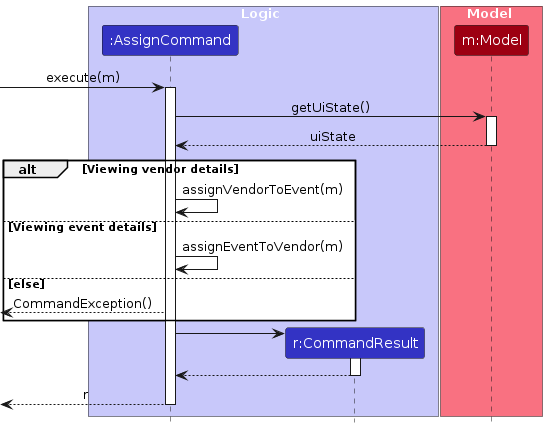 Logic
Model
:AssignCommand
m:Model
execute(m)
getUiState()
uiState
alt
[Viewing vendor details]
assignVendorToEvent(m)
[Viewing event details]
assignEventToVendor(m)
[else]
CommandException()
r:CommandResult
r